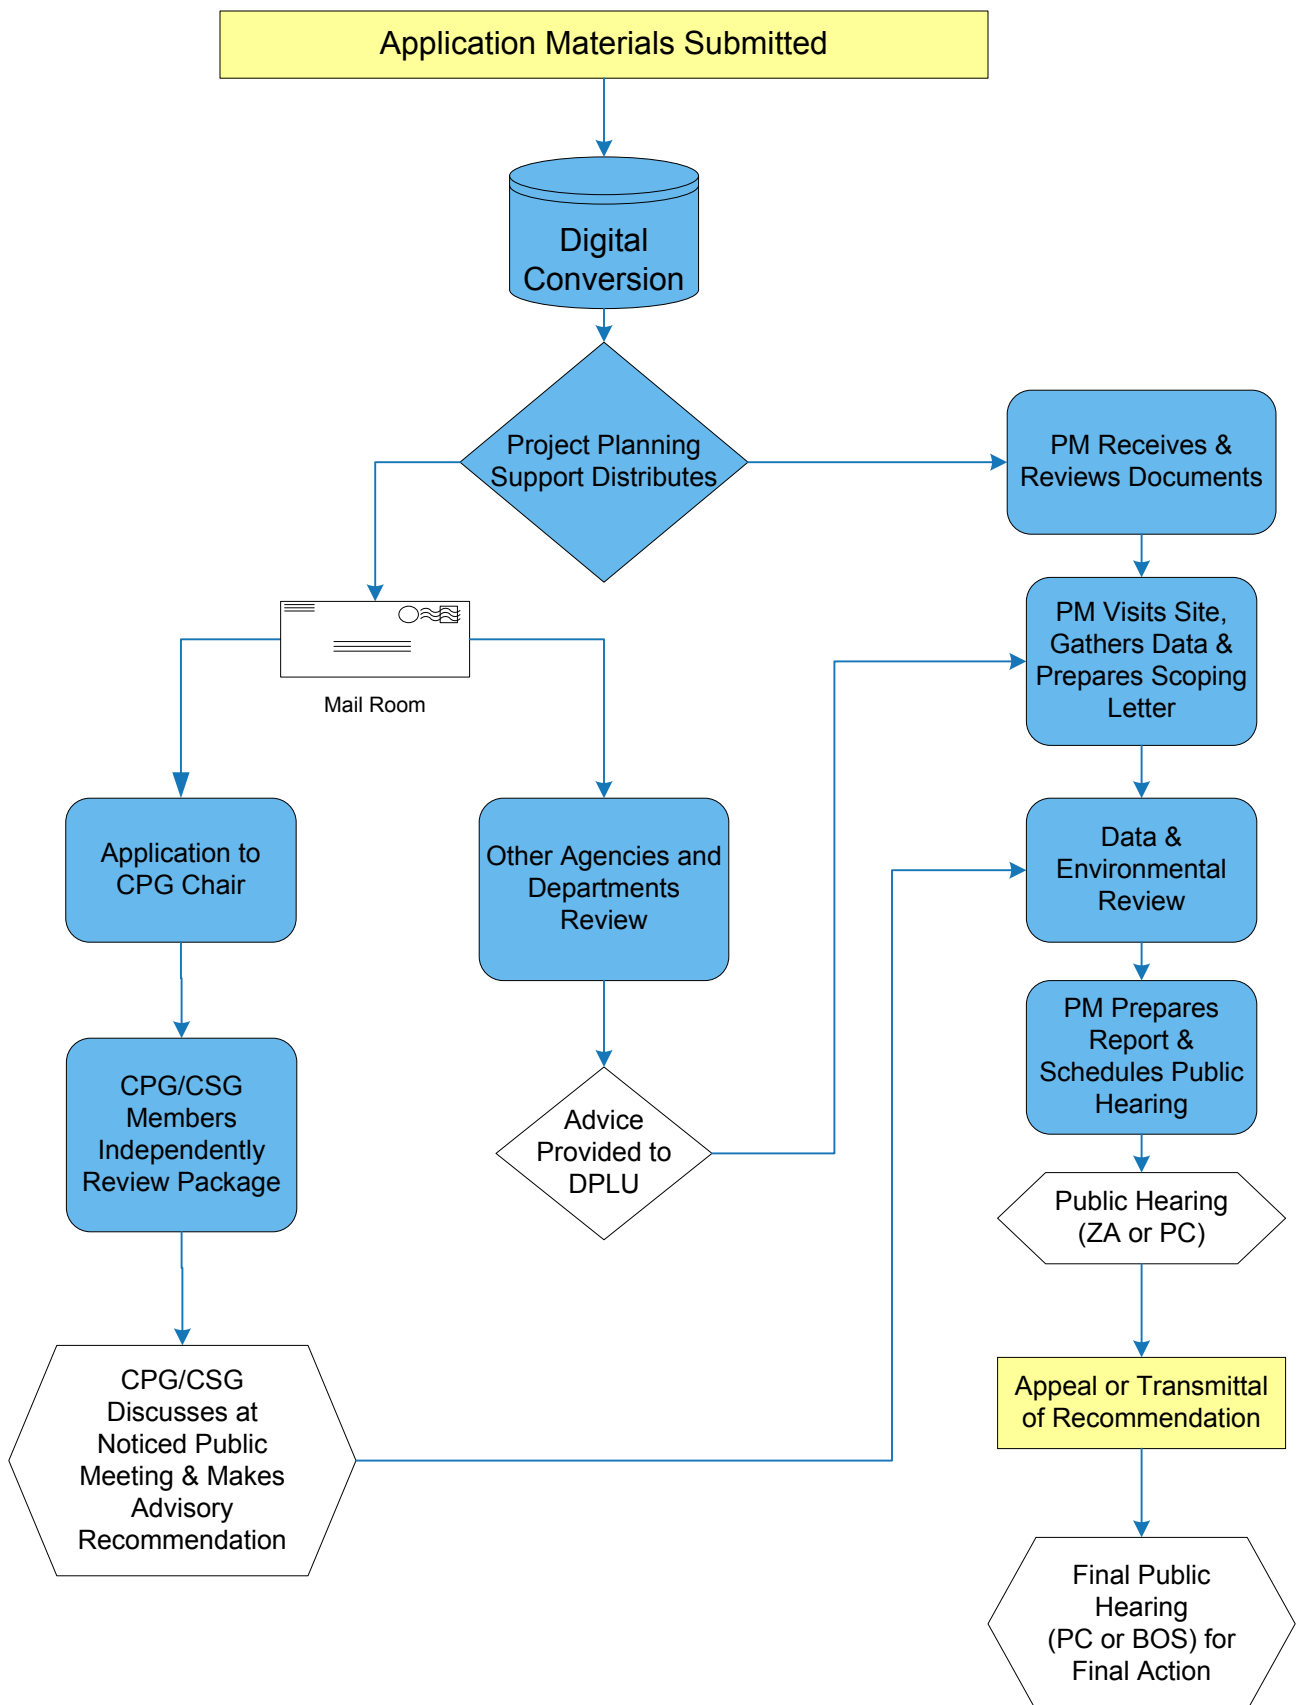 Application Materials Submitted
Digital
Conversion
Project Planning
Support Distributes
PM Receives &
Reviews Documents
Mail Room
PM Visits Site,
Gathers Data &
Prepares Scoping
Letter
Application to
CPG Chair
Other Agencies and
Departments
Review
Data &
Environmental
Review
CPG/CSG
Members
Independently
Review Package
Advice
Provided to
DPLU
PM Prepares
Report &
Schedules Public
Hearing
Public Hearing
(ZA or PC)
CPG/CSG
Discusses at
Noticed Public
Meeting & Makes
Advisory
Recommendation
Appeal or Transmittal
of Recommendation
Final Public
Hearing
(PC or BOS) for
Final Action